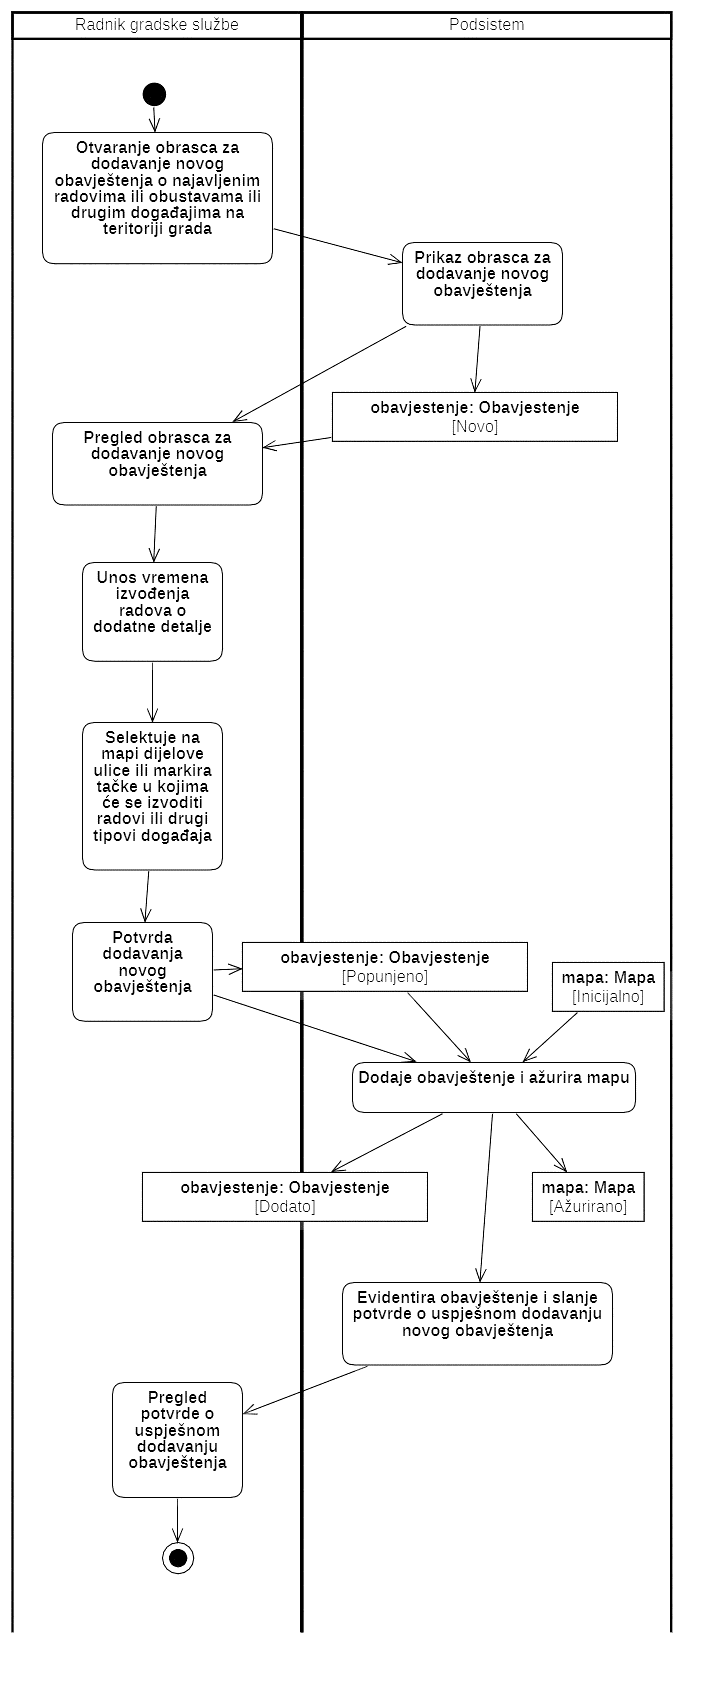 Radnik gradske službe
Podsistem
Otvaranje obrasca za
dodavanje novog
obavještenja o najavljenim
radovima ili obustavama ili
drugim događajima na
teritoriji grada
Prikaz obrasca za
dodavanje novog
obavještenja
obavjestenje: Obavjestenje
[Novo]
Pregled obrasca za
dodavanje novog
obavještenja
Unos vremena
izvođenja
radova o
dodatne detalje
Selektuje na
mapi dijelove
ulice ili markira
tačke u kojima
će se izvoditi
radovi ili drugi
tipovi događaja
Potvrda
dodavanja
novog
obavještenja
obavjestenje: Obavjestenje
[Popunjeno]
mapa: Mapa
[Inicijalno]
Dodaje obavještenje i ažurira mapu
obavjestenje: Obavjestenje
[Dodato]
mapa: Mapa
[Ažurirano]
Evidentira obavještenje i slanje
potvrde o uspješnom dodavanju
novog obavještenja
Pregled
potvrde o
uspješnom
dodavanju
obavještenja